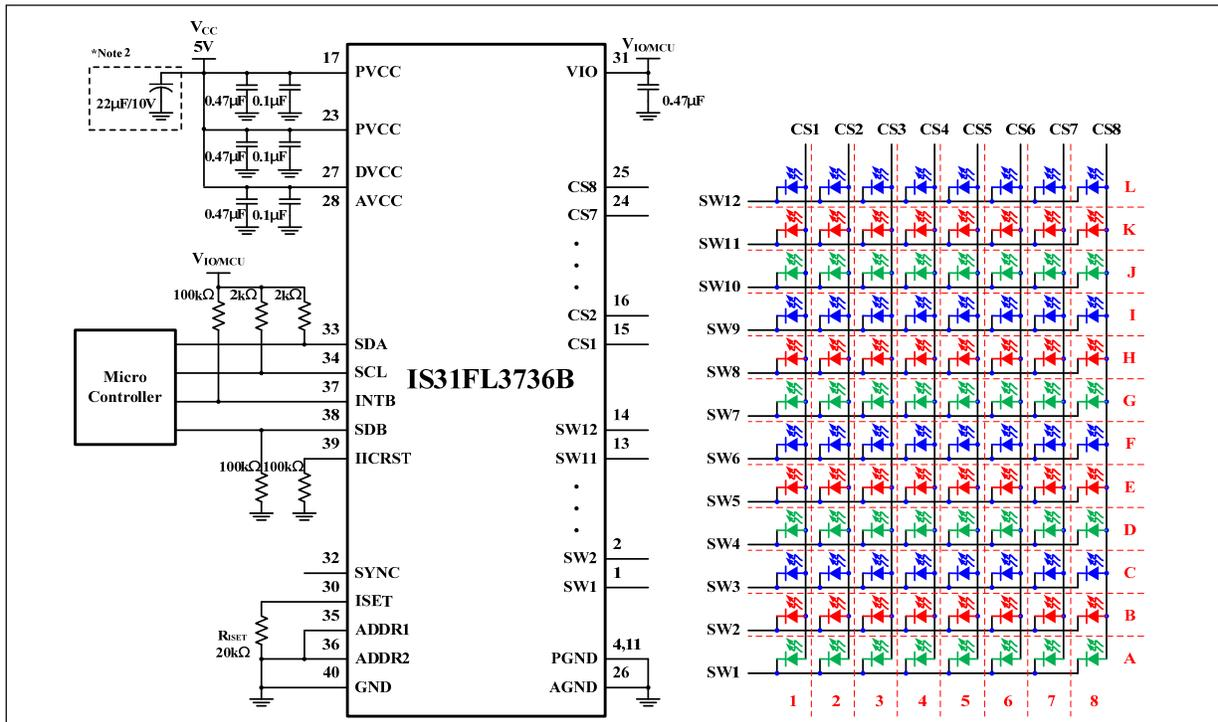 *Note 2
22μF/10V
VCC
5V
0.47μF
0.1μF
0.47μF
0.1μF
0.47μF
0.1μF
17
PVCC
23
PVCC
27
DVCC
28
AVCC
VIO/MCU
100kΩ
2kΩ
2kΩ
Micro
Controller
33
SDA
34
SCL
37
INTB
38
SDB
39
IICRST
100kΩ
100kΩ
32
SYNC
30
ISET
35
ADDR1
36
ADDR2
40
GND
RISET
20kΩ
IS31FL3736B
VIO/MCU
31
VIO
0.47μF
25
CS8
24
CS7
16
CS2
15
CS1
14
SW12
13
SW11
2
SW2
1
SW1
4,11
PGND
26
AGND
CS1 CS2 CS3 CS4 CS5 CS6 CS7 CS8
SW12 L
SW11 K
SW10 J
SW9 I
SW8 H
SW7 G
SW6 F
SW5 E
SW4 D
SW3 C
SW2 B
SW1 A
1 2 3 4 5 6 7 8